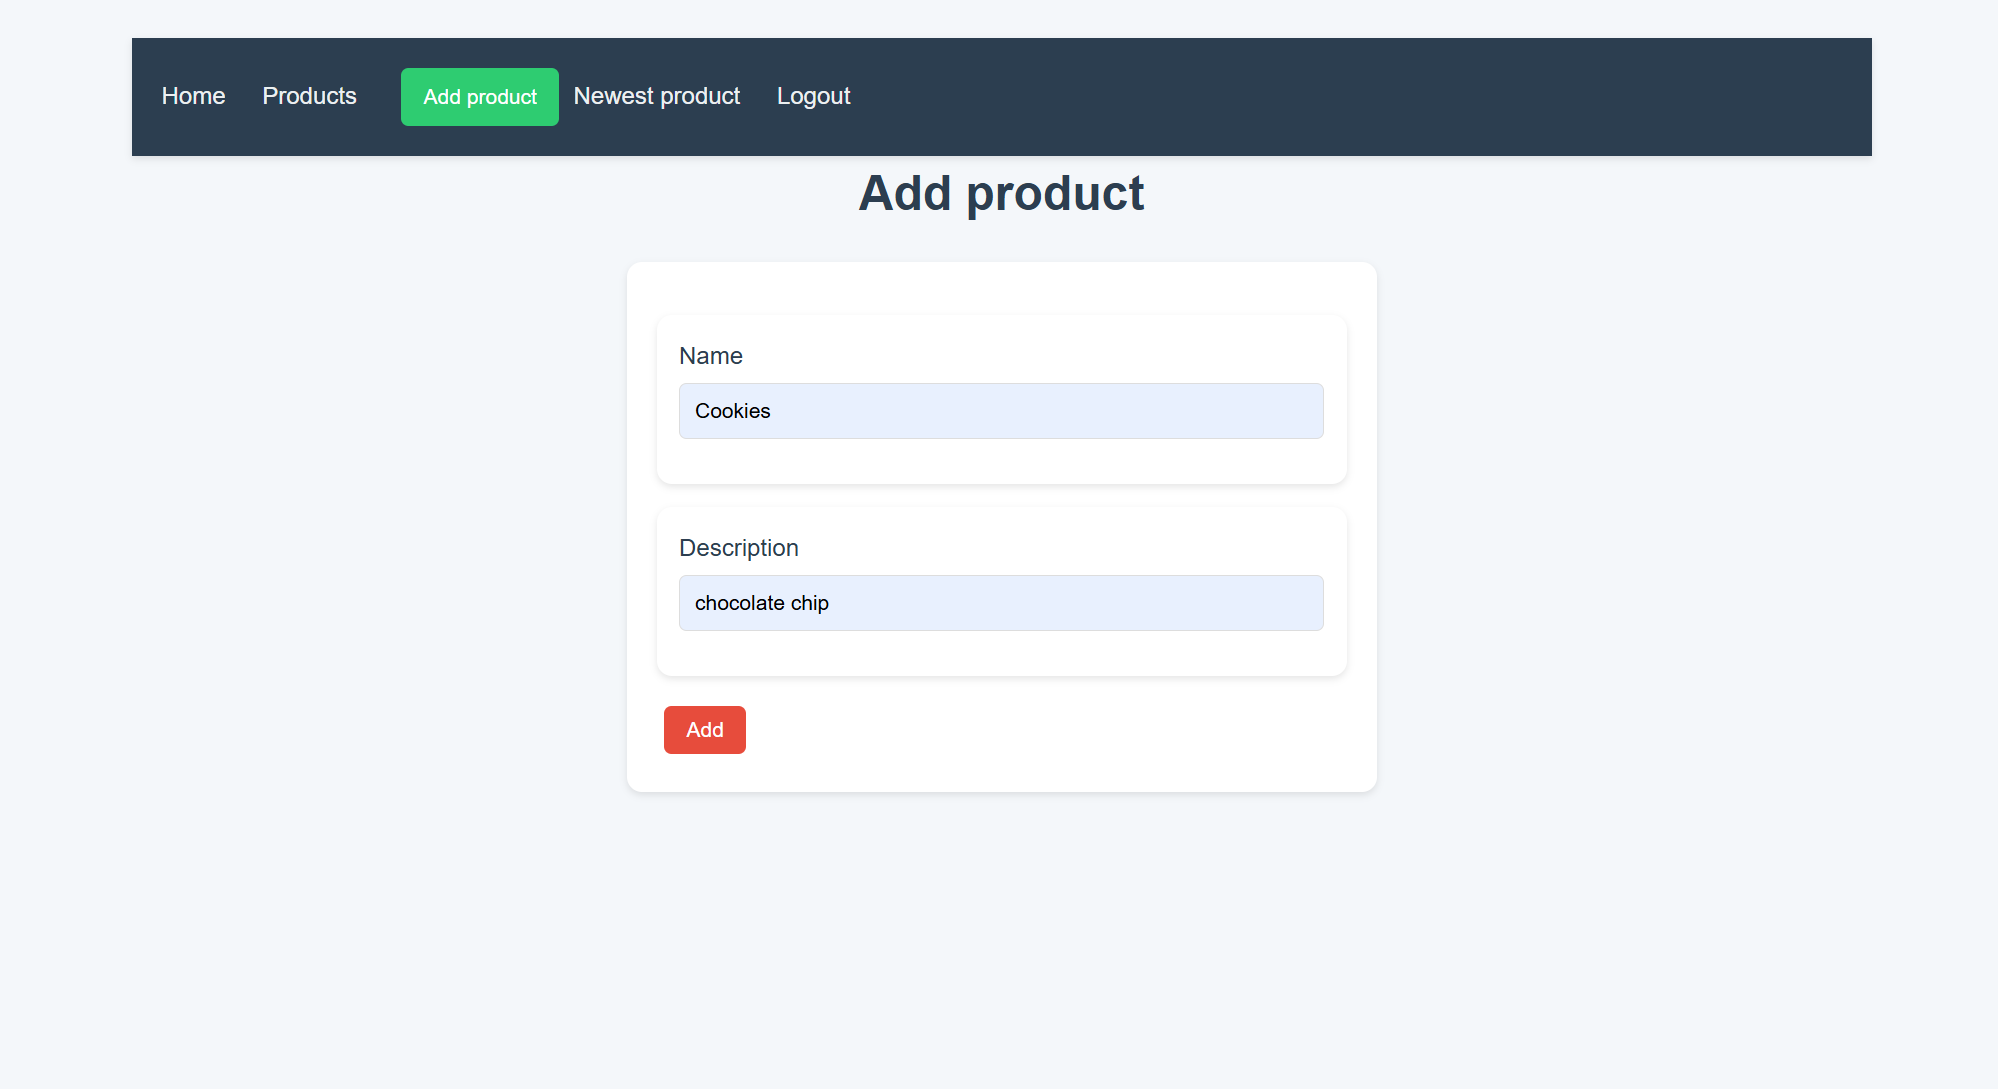 Home Products Add product Newest product Logout
Add product
Name
Cookies
Description
chocolate chip
Add